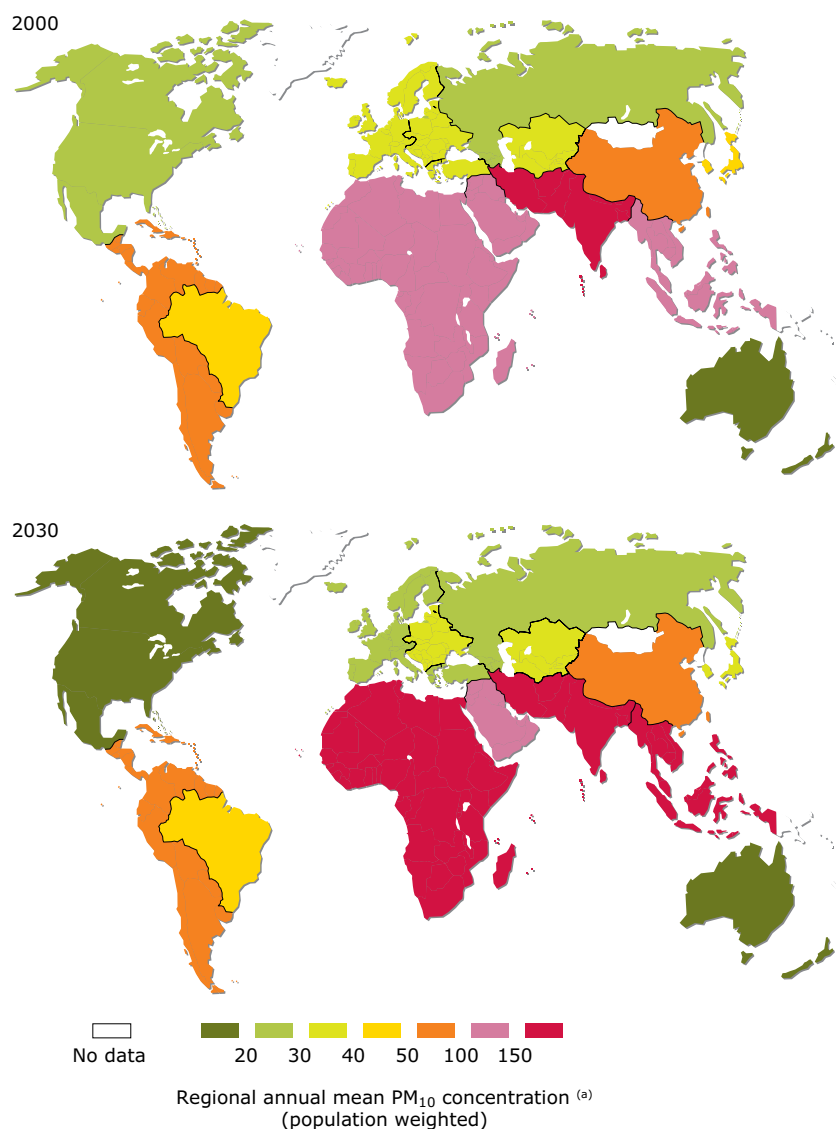 2000
2030
No data
20 30 40 50 100 150
Regional annual mean PM₁₀ concentration ⁽ᵃ⁾
(population weighted)